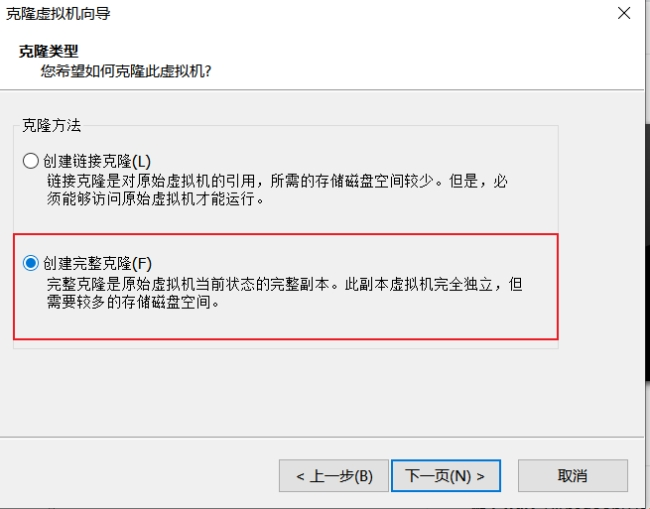 克隆虚拟机向导
克隆类型
您希望如何克隆此虚拟机?
克隆方法
创建链接克隆(L)
链接克隆是对原始虚拟机的引用，所需的存储磁盘空间较少。但是，必
须能够访问原始虚拟机才能运行。
创建完整克隆(F)
完整克隆是原始虚拟机当前状态的完整副本。此副本虚拟机完全独立，但
需要较多的存储磁盘空间。
< 上一步(B) 下一页(N) > 取消